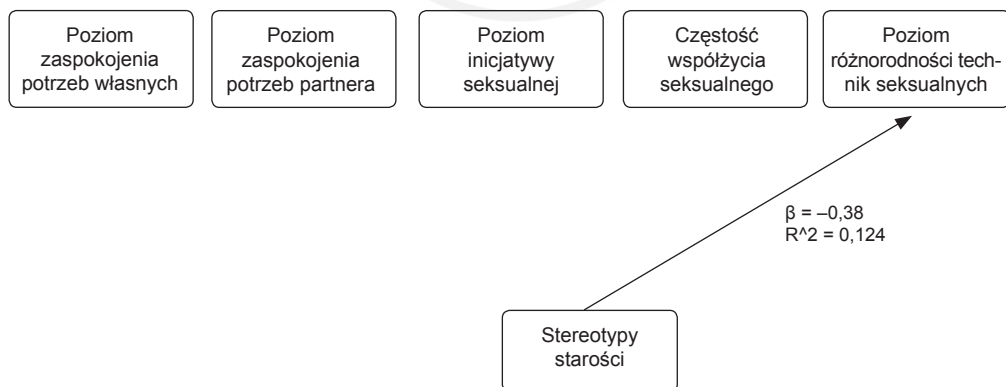 Poziom
zaspokojenia
potrzeb własnych
Poziom
zaspokojenia
potrzeb partnera
Poziom
inicjatywy
seksualnej
Częstość
współżycia
seksualnego
Poziom
różnorodności tech-
nik seksualnych
β = –0,38
R^2 = 0,124
Stereotypy
starości